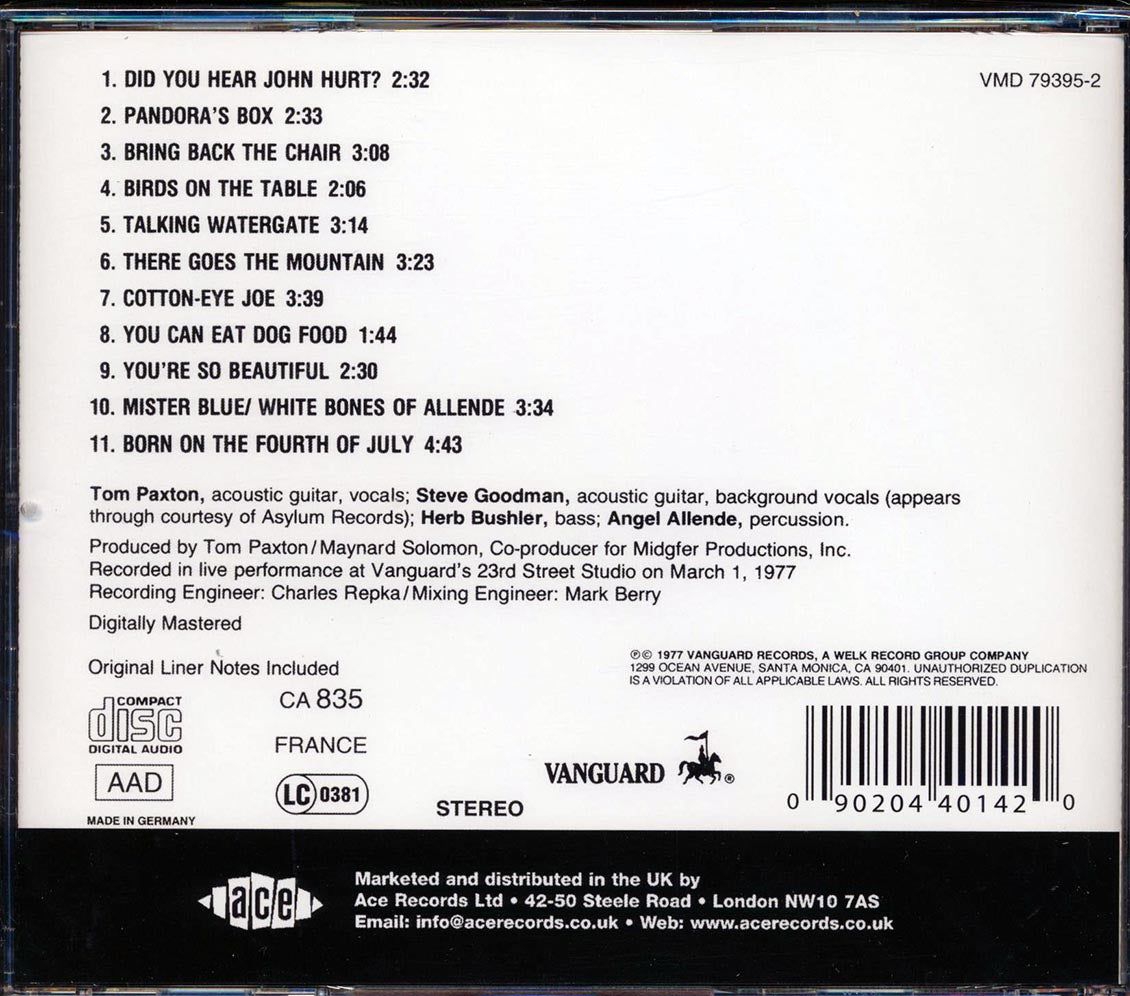 VMD 79395-2
1. DID YOU HEAR JOHN HURT? 2:32
2. PANDORA'S BOX 2:33
3. BRING BACK THE CHAIR 3:08
4. BIRDS ON THE TABLE 2:06
5. TALKING WATERGATE 3:14
6. THERE GOES THE MOUNTAIN 3:23
7. COTTON-EYE JOE 3:39
8. YOU CAN EAT DOG FOOD 1:44
9. YOU'RE SO BEAUTIFUL 2:30
10. MISTER BLUE/ WHITE BONES OF ALLENDE 3:34
11. BORN ON THE FOURTH OF JULY 4:43
Tom Paxton, acoustic guitar, vocals; Steve Goodman, acoustic guitar, background vocals (appears
through courtesy of Asylum Records); Herb Bushler, bass; Angel Allende, percussion.
Produced by Tom Paxton/Maynard Solomon, Co-producer for Midgfer Productions, Inc.
Recorded in live performance at Vanguard's 23rd Street Studio on March 1, 1977
Recording Engineer: Charles Repka/Mixing Engineer: Mark Berry
Digitally Mastered
Original Liner Notes Included
℗© 1977 VANGUARD RECORDS, A WELK RECORD GROUP COMPANY
1299 OCEAN AVENUE, SANTA MONICA, CA 90401. UNAUTHORIZED DUPLICATION
IS A VIOLATION OF ALL APPLICABLE LAWS. ALL RIGHTS RESERVED.
COMPACT
disc
DIGITAL AUDIO
AAD
MADE IN GERMANY
CA 835
FRANCE
LC 0381
STEREO
VANGUARD ®
0 90204 40142 0
ace
Marketed and distributed in the UK by
Ace Records Ltd • 42-50 Steele Road • London NW10 7AS
Email: info@acerecords.co.uk • Web: www.acerecords.co.uk